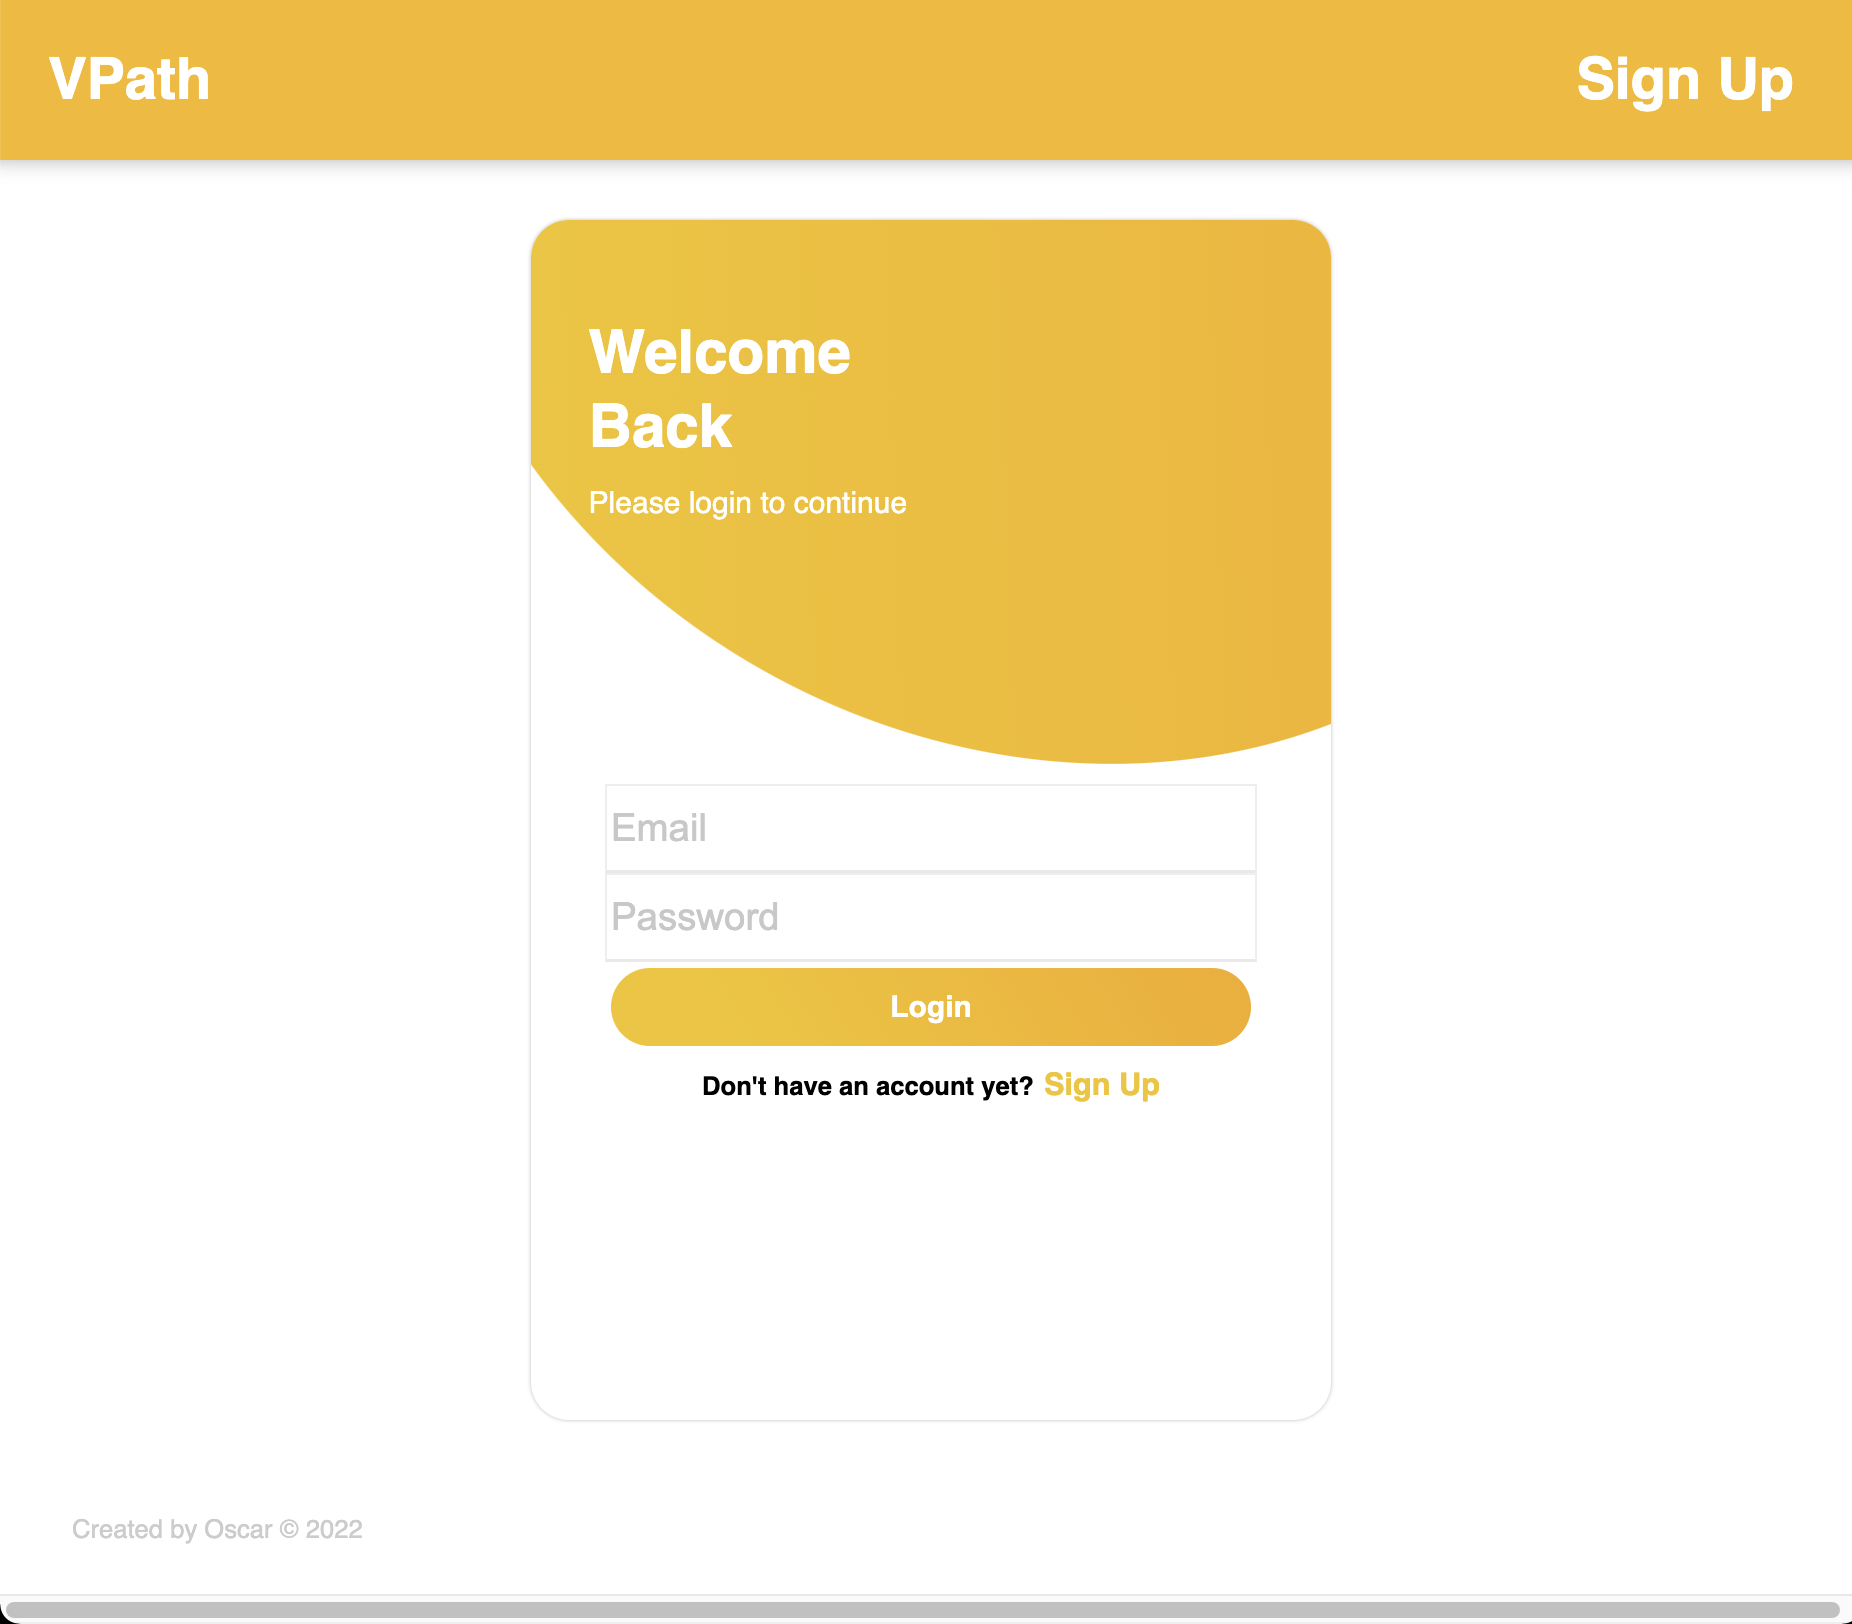 VPath
Sign Up
Welcome
Back
Please login to continue
Email
Password
Login
Don't have an account yet? Sign Up
Created by Oscar © 2022